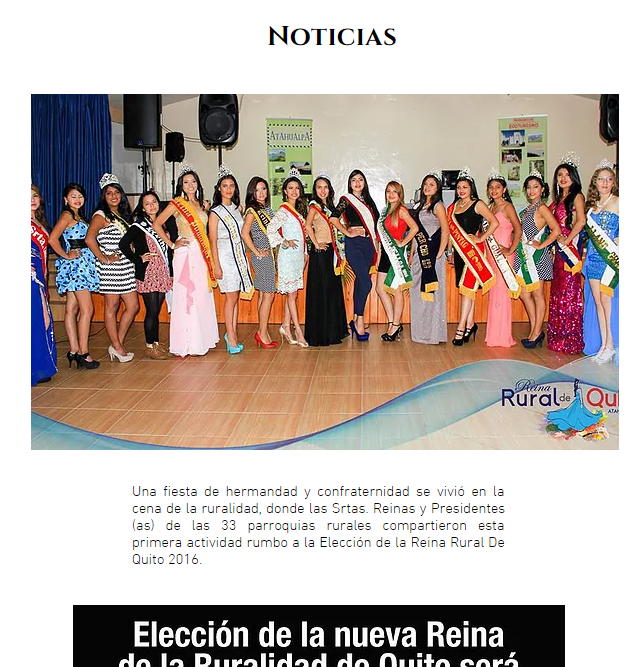 NOTICIAS
ATAHUALPA
ECOTURISMO
Reina
Rural de Qui
ATAH
Una fiesta de hermandad y confraternidad se vivió en la
cena de la ruralidad, donde las Srtas. Reinas y Presidentes
(as) de las 33 parroquias rurales compartieron esta
primera actividad rumbo a la Elección de la Reina Rural De
Quito 2016.
Elección de la nueva Reina
de la Ruralidad de Quito será